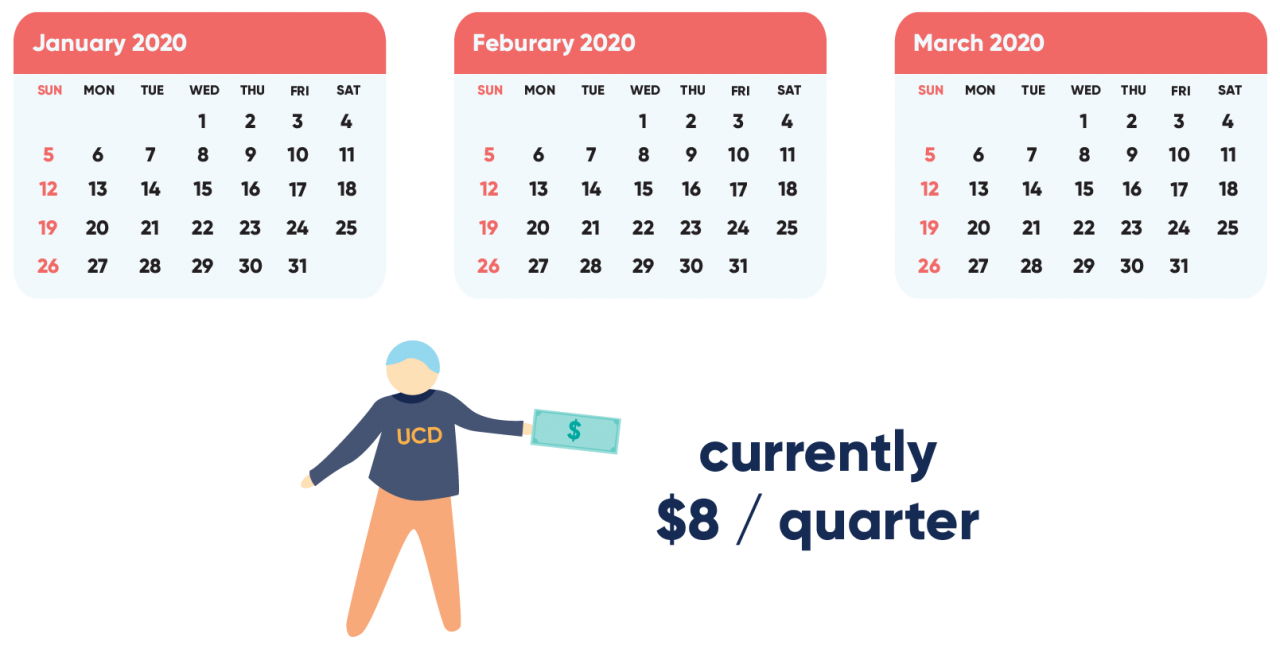 January 2020
SUN MON TUE WED THU FRI SAT
1 2 3 4
5 6 7 8 9 10 11
12 13 14 15 16 17 18
19 20 21 22 23 24 25
26 27 28 29 30 31
Feburary 2020
SUN MON TUE WED THU FRI SAT
1 2 3 4
5 6 7 8 9 10 11
12 13 14 15 16 17 18
19 20 21 22 23 24 25
26 27 28 29 30 31
March 2020
SUN MON TUE WED THU FRI SAT
1 2 3 4
5 6 7 8 9 10 11
12 13 14 15 16 17 18
19 20 21 22 23 24 25
26 27 28 29 30 31
UCD
$
currently
$8 / quarter